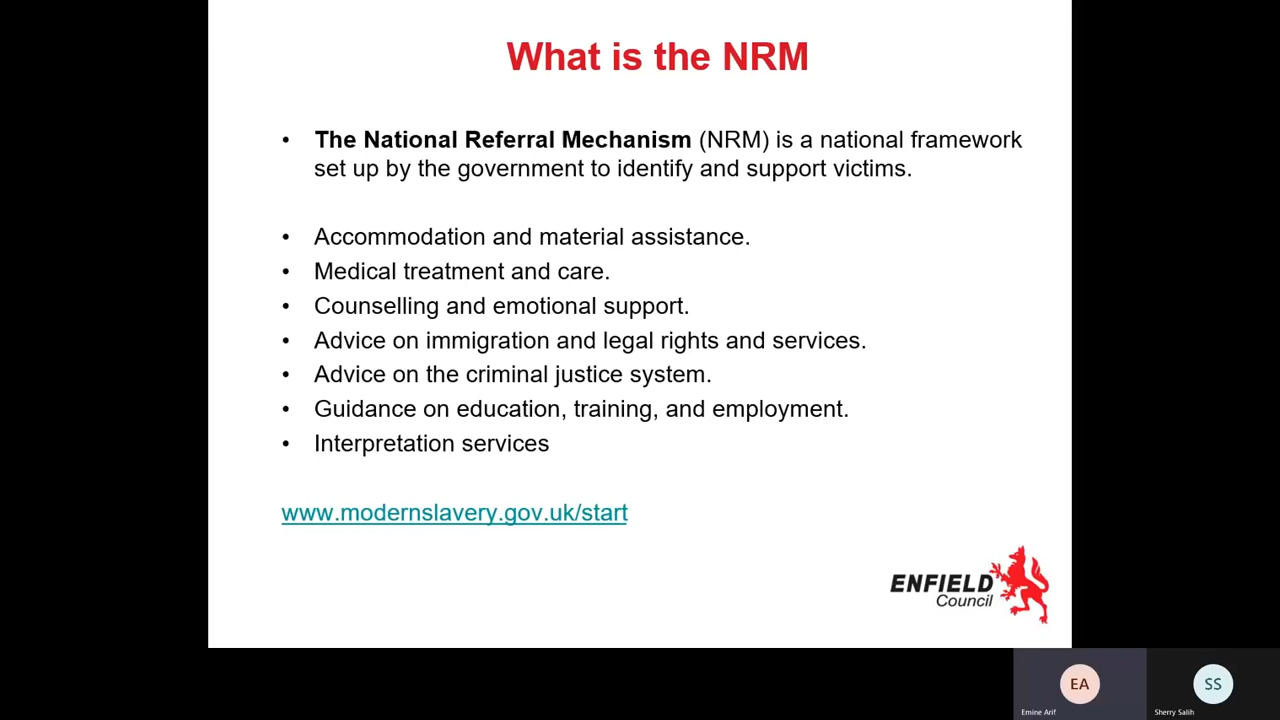 What is the NRM
• The National Referral Mechanism (NRM) is a national framework
set up by the government to identify and support victims.
• Accommodation and material assistance.
• Medical treatment and care.
• Counselling and emotional support.
• Advice on immigration and legal rights and services.
• Advice on the criminal justice system.
• Guidance on education, training, and employment.
• Interpretation services
www.modernslavery.gov.uk/start
ENFIELD
Council
EA
SS
Emine Arif
Sherry Salih